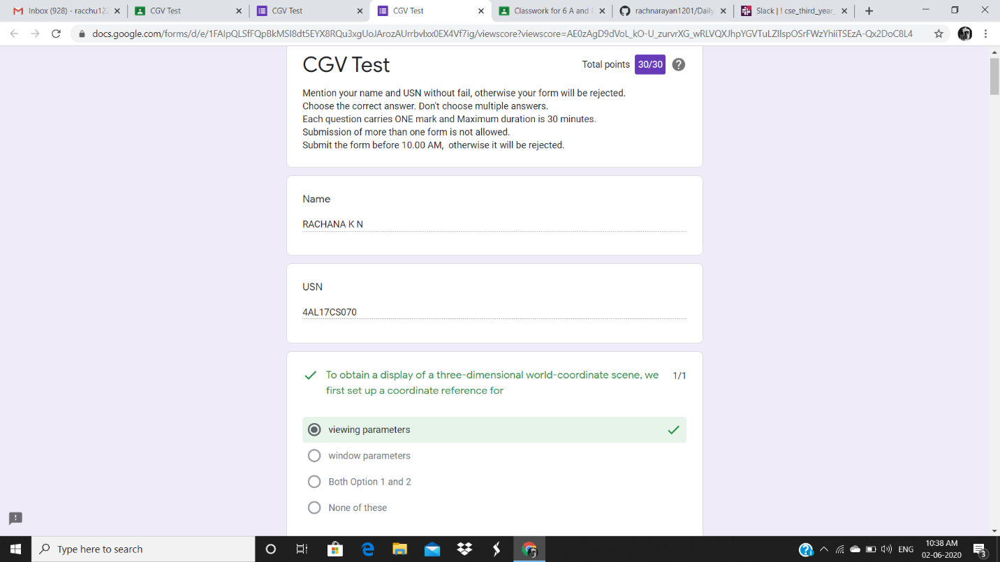 Inbox (928) - racchu12
CGV Test
CGV Test
CGV Test
Classwork for 6 A and
rachnarayan1201/Daily
Slack | ! cse_third_year_
docs.google.com/forms/d/e/1FAIpQLSfFQpBkMSI8dt5EYX8RQu3xgUoJArozAUrrbvlxx0EX4Vf7ig/viewscore?viewscore=AE0zAgD9dVoL_kO-U_zurvrXG_wRLVQXJhpYGVTuLZIlspOSrFWzYhiiTSEzA-Qx2DoC8L4
CGV Test
Total points 30/30
Mention your name and USN without fail, otherwise your form will be rejected.
Choose the correct answer. Don't choose multiple answers.
Each question carries ONE mark and Maximum duration is 30 minutes.
Submission of more than one form is not allowed.
Submit the form before 10.00 AM,  otherwise it will be rejected.
Name
RACHANA K N
USN
4AL17CS070
To obtain a display of a three-dimensional world-coordinate scene, we 1/1
first set up a coordinate reference for
viewing parameters
window parameters
Both Option 1 and 2
None of these
Type here to search
ENG
10:38 AM
02-06-2020
3